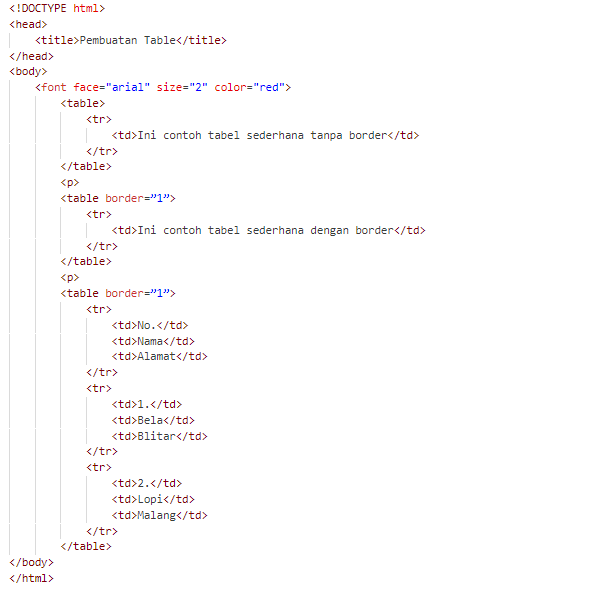 <!DOCTYPE html>
<head>
<title>Pembuatan Table</title>
</head>
<body>
<font face="arial" size="2" color="red">
<table>
<tr>
<td>Ini contoh tabel sederhana tanpa border</td>
</tr>
</table>
<p>
<table border=”1”>
<tr>
<td>Ini contoh tabel sederhana dengan border</td>
</tr>
</table>
<p>
<table border=”1”>
<tr>
<td>No.</td>
<td>Nama</td>
<td>Alamat</td>
</tr>
<tr>
<td>1.</td>
<td>Bela</td>
<td>Blitar</td>
</tr>
<tr>
<td>2.</td>
<td>Lopi</td>
<td>Malang</td>
</tr>
</table>
</body>
</html>